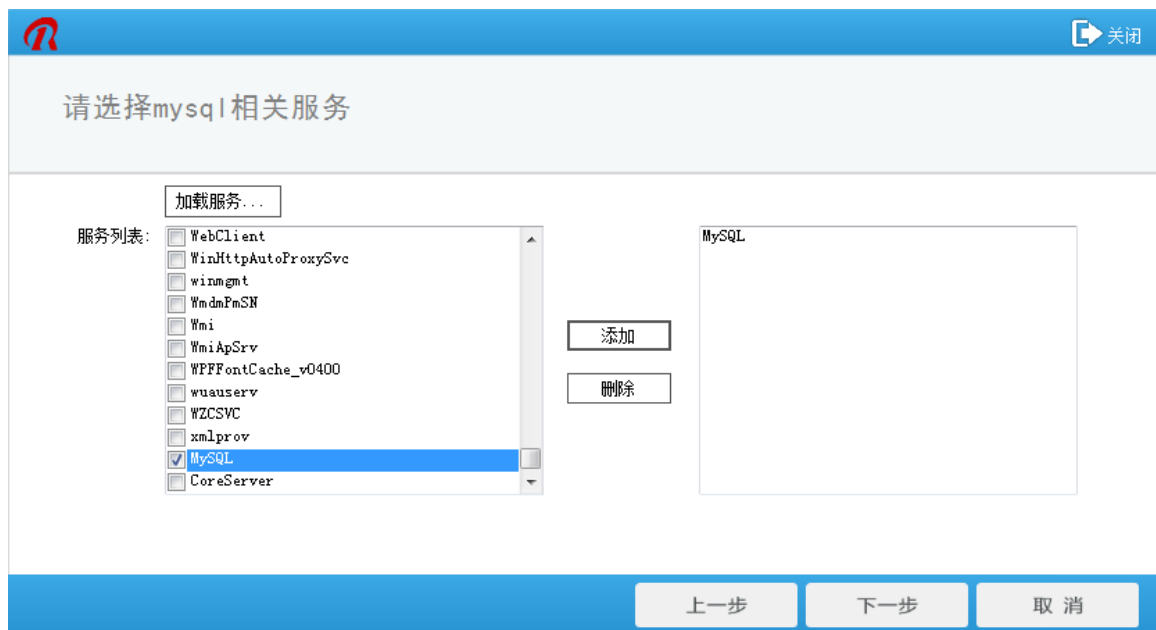 关闭
请选择mysql相关服务
加载服务...
服务列表:
WebClient
WinHttpAutoProxySvc
winmgmt
WmdmPmSN
Wmi
WmiApSrv
WPFFontCache_v0400
wuauserv
WZCSVC
xmlprov
MySQL
CoreServer
添加
删除
MySQL
上一步
下一步
取 消